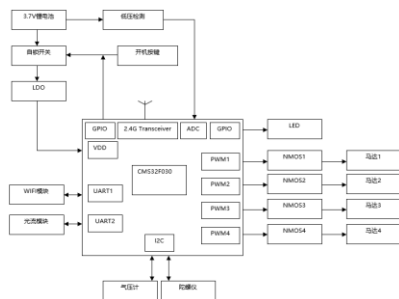 3.7V锂电池
低压检测
自锁开关
开机按键
LDO
GPIO
2.4G Transceiver
ADC
GPIO
LED
VDD
CMS32F030
PWM1
NMOS1
马达1
WIFI模块
UART1
PWM2
NMOS2
马达2
光流模块
UART2
PWM3
NMOS3
马达3
I2C
PWM4
NMOS4
马达4
气压计
陀螺仪